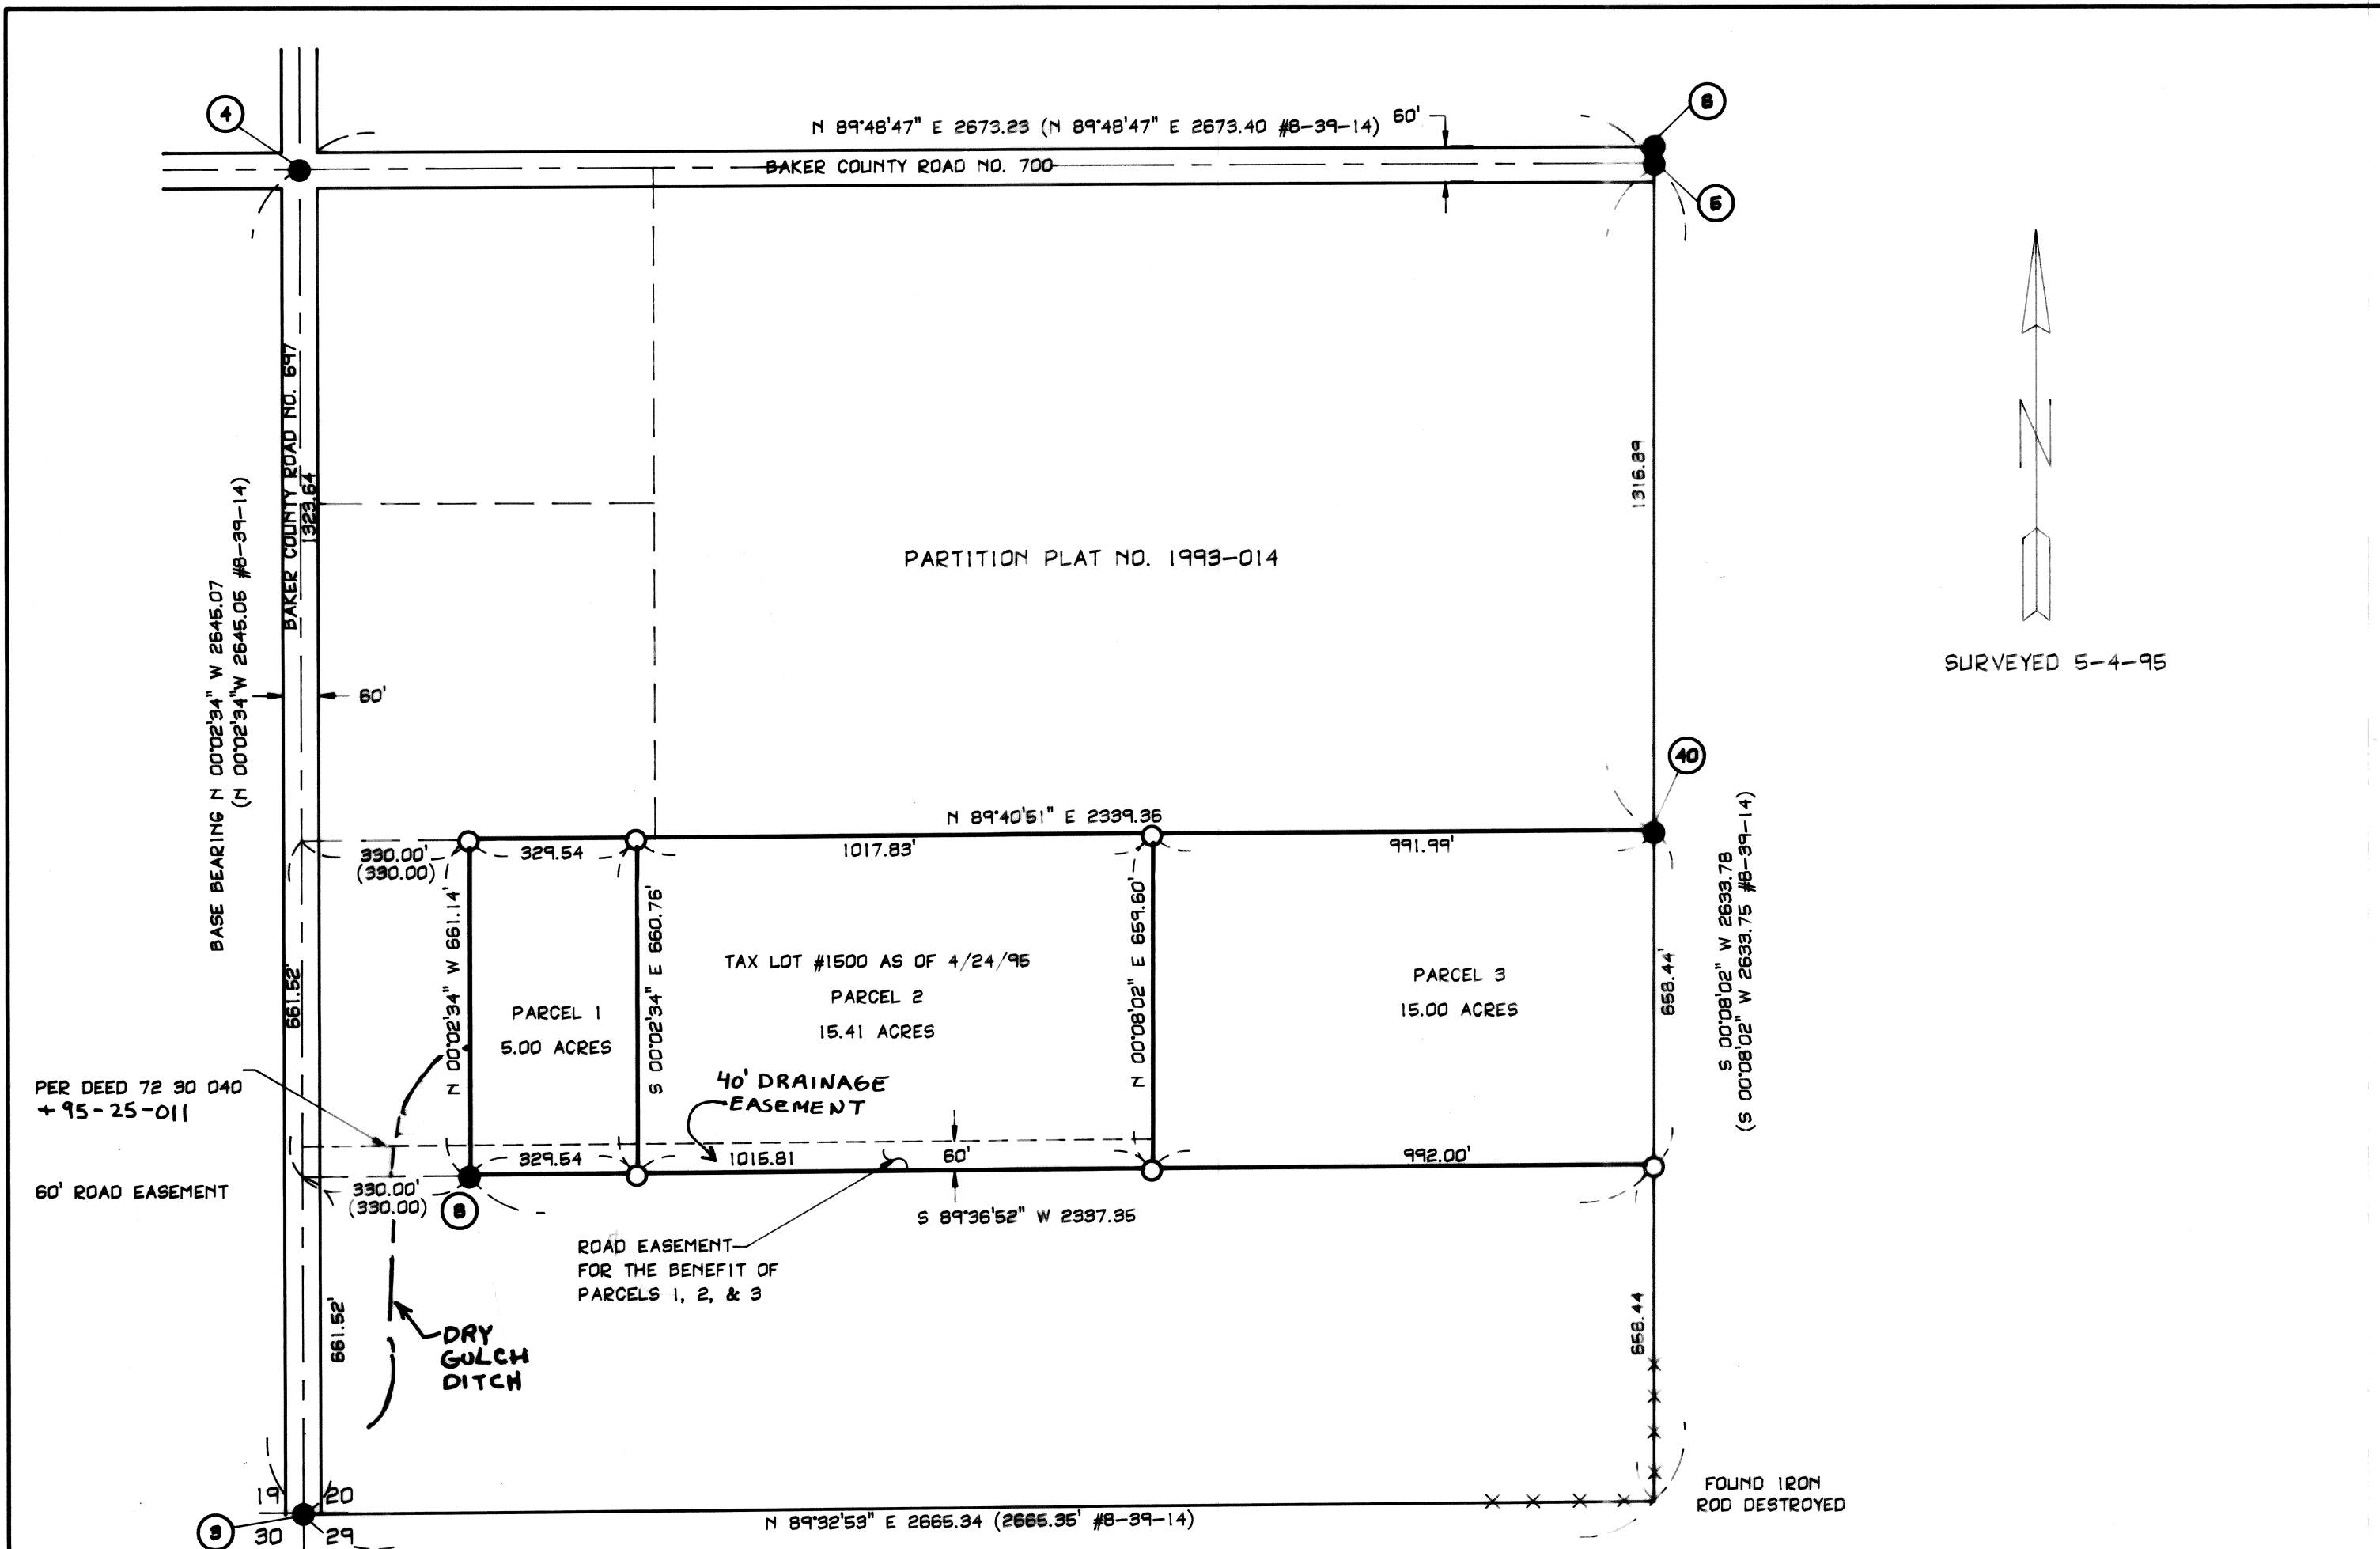 4
6
N 89°48'47" E 2673.23 (N 89°48'47" E 2673.40 #8-39-14)
60'
BAKER COUNTY ROAD NO. 700
5
BAKER COUNTY ROAD NO. 697
1323.64
1316.89
BASE BEARING N 00°02'34" W 2645.07
(N 00°02'34"W 2645.05 #8-39-14)
PARTITION PLAT NO. 1993-014
N
SURVEYED 5-4-95
60'
40
N 89°40'51" E 2339.36
330.00'
(330.00)
329.54
1017.83'
991.99'
661.52'
N 00°02'34" W 661.14'
S 00°02'34" E 660.76'
N 00°08'02" E 659.60'
658.44'
S 00°08'02" W 2633.78
(S 00°08'02" W 2633.75 #8-39-14)
TAX LOT #1500 AS OF 4/24/95
PARCEL 1
5.00 ACRES
PARCEL 2
15.41 ACRES
PARCEL 3
15.00 ACRES
PER DEED 72 30 040
+ 95-25-011
40' DRAINAGE
EASEMENT
329.54
1015.81
60'
992.00'
60' ROAD EASEMENT
330.00'
(330.00)
8
S 89°36'52" W 2337.35
ROAD EASEMENT
FOR THE BENEFIT OF
PARCELS 1, 2, & 3
661.52'
658.44
DRY
GULCH
DITCH
19
20
30
29
3
N 89°32'53" E 2665.34 (2665.35' #8-39-14)
FOUND IRON
ROD DESTROYED